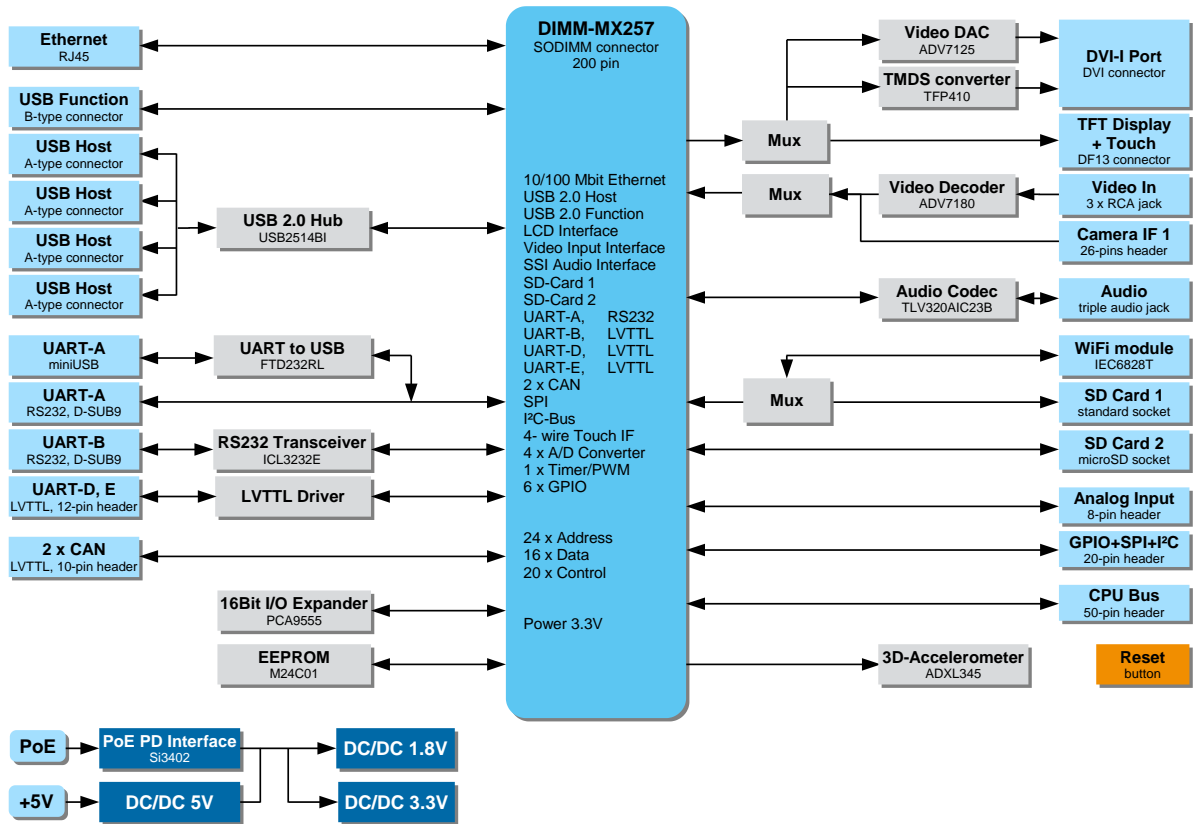 Ethernet
RJ45
USB Function
B-type connector
USB Host
A-type connector
USB Host
A-type connector
USB Host
A-type connector
USB Host
A-type connector
USB 2.0 Hub
USB2514BI
UART-A
miniUSB
UART to USB
FTD232RL
UART-A
RS232, D-SUB9
UART-B
RS232, D-SUB9
RS232 Transceiver
ICL3232E
UART-D, E
LVTTL, 12-pin header
LVTTL Driver
2 x CAN
LVTTL, 10-pin header
16Bit I/O Expander
PCA9555
EEPROM
M24C01
DIMM-MX257
SODIMM connector
200 pin
10/100 Mbit Ethernet
USB 2.0 Host
USB 2.0 Function
LCD Interface
Video Input Interface
SSI Audio Interface
SD-Card 1
SD-Card 2
UART-A, RS232
UART-B, LVTTL
UART-D, LVTTL
UART-E, LVTTL
2 x CAN
SPI
I²C-Bus
4- wire Touch IF
4 x A/D Converter
1 x Timer/PWM
6 x GPIO
24 x Address
16 x Data
20 x Control
Power 3.3V
Video DAC
ADV7125
TMDS converter
TFP410
DVI-I Port
DVI connector
Mux
TFT Display
+ Touch
DF13 connector
Mux
Video Decoder
ADV7180
Video In
3 x RCA jack
Camera IF 1
26-pins header
Audio Codec
TLV320AIC23B
Audio
triple audio jack
WiFi module
IEC6828T
Mux
SD Card 1
standard socket
SD Card 2
microSD socket
Analog Input
8-pin header
GPIO+SPI+I²C
20-pin header
CPU Bus
50-pin header
3D-Accelerometer
ADXL345
Reset
button
PoE
PoE PD Interface
Si3402
DC/DC 1.8V
+5V
DC/DC 5V
DC/DC 3.3V